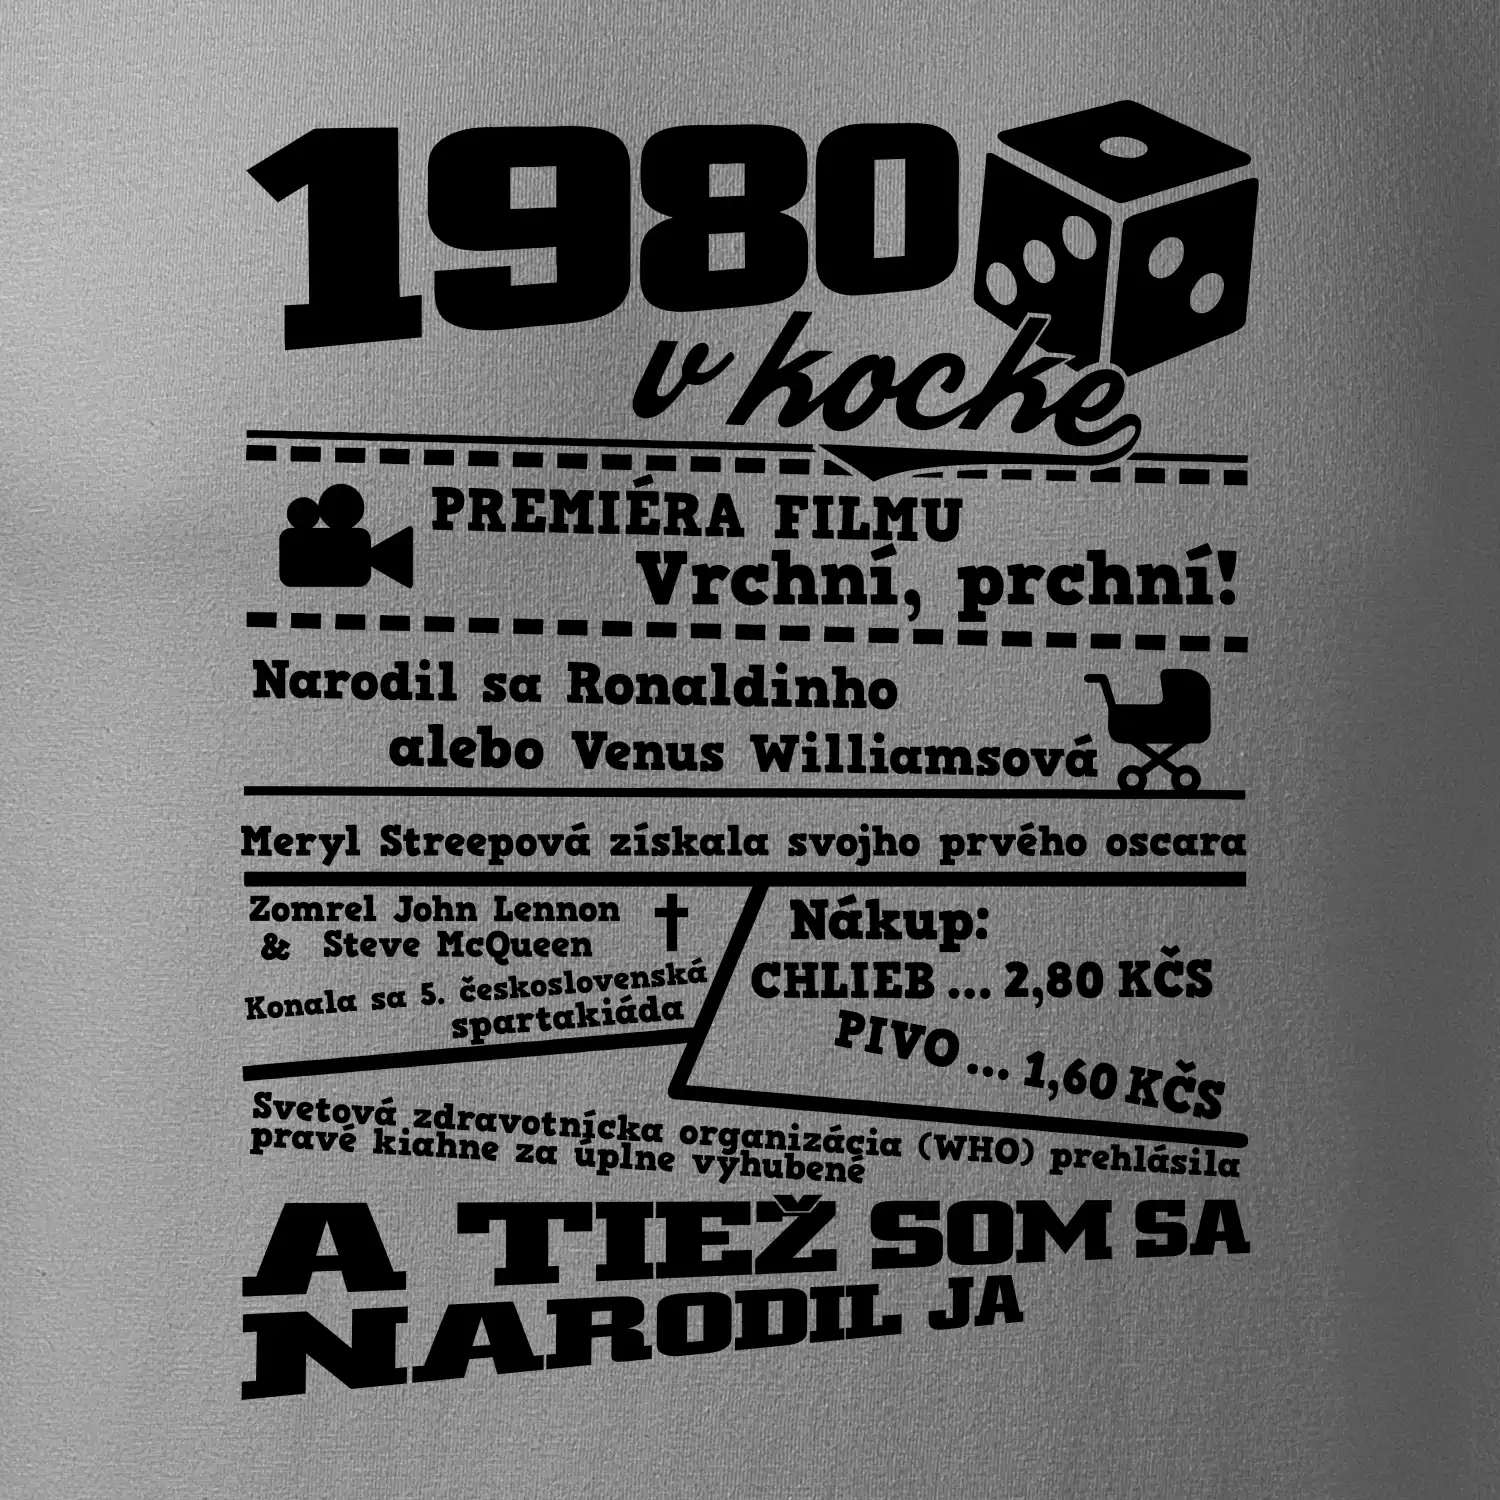 1980
v kocke
PREMIÉRA FILMU
Vrchní, prchni!
Narodil sa Ronaldinho
alebo Venus Williamsová
Meryl Streepová získala svojho prvého oscara
Zomrel John Lennon
& Steve McQueen
Konala sa 5. československá
spartakiáda
Nákup:
CHLIEB ... 2,80 KČS
PIVO ... 1,60 KČS
Svetová zdravotnícka organizácia (WHO) prehlásila
pravé kiahne za úplne vyhubené
A TIEŽ SOM SA
NARODIL JA